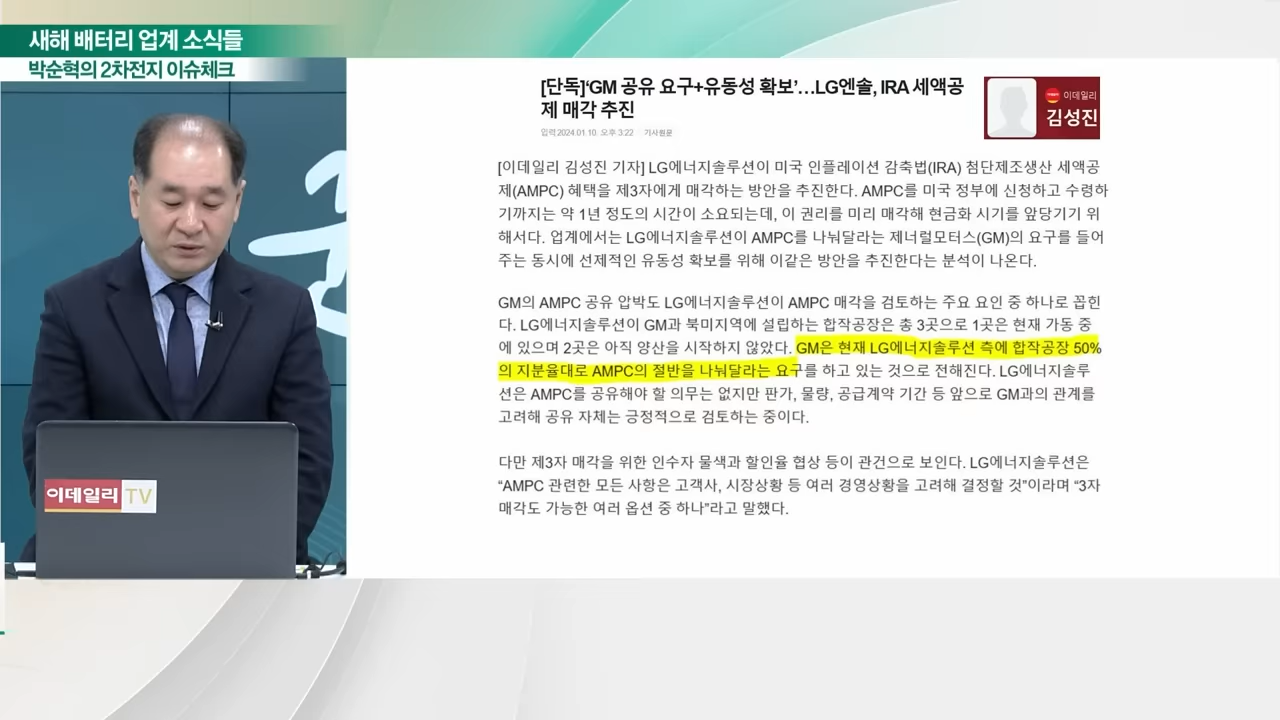 새해 배터리 업계 소식들
박순혁의 2차전지 이슈체크
[단독]‘GM 공유 요구+유동성 확보’…LG엔솔, IRA 세액공
제 매각 추진
입력2024.01.10. 오후 3:22 기사원문
이데일리
김성진
[이데일리 김성진 기자] LG에너지솔루션이 미국 인플레이션 감축법(IRA) 첨단제조생산 세액공
제(AMPC) 혜택을 제3자에게 매각하는 방안을 추진한다. AMPC를 미국 정부에 신청하고 수령하
기까지는 약 1년 정도의 시간이 소요되는데, 이 권리를 미리 매각해 현금화 시기를 앞당기기 위
해서다. 업계에서는 LG에너지솔루션이 AMPC를 나눠달라는 제너럴모터스(GM)의 요구를 들어
주는 동시에 선제적인 유동성 확보를 위해 이같은 방안을 추진한다는 분석이 나온다.
GM의 AMPC 공유 압박도 LG에너지솔루션이 AMPC 매각을 검토하는 주요 요인 중 하나로 꼽힌
다. LG에너지솔루션이 GM과 북미지역에 설립하는 합작공장은 총 3곳으로 1곳은 현재 가동 중
에 있으며 2곳은 아직 양산을 시작하지 않았다. GM은 현재 LG에너지솔루션 측에 합작공장 50%
의 지분율대로 AMPC의 절반을 나눠달라는 요구를 하고 있는 것으로 전해진다. LG에너지솔루
션은 AMPC를 공유해야 할 의무는 없지만 판가, 물량, 공급계약 기간 등 앞으로 GM과의 관계를
고려해 공유 자체는 긍정적으로 검토하는 중이다.
다만 제3자 매각을 위한 인수자 물색과 할인율 협상 등이 관건으로 보인다. LG에너지솔루션은
“AMPC 관련한 모든 사항은 고객사, 시장상황 등 여러 경영상황을 고려해 결정할 것”이라며 “3자
매각도 가능한 여러 옵션 중 하나”라고 말했다.
이데일리 TV